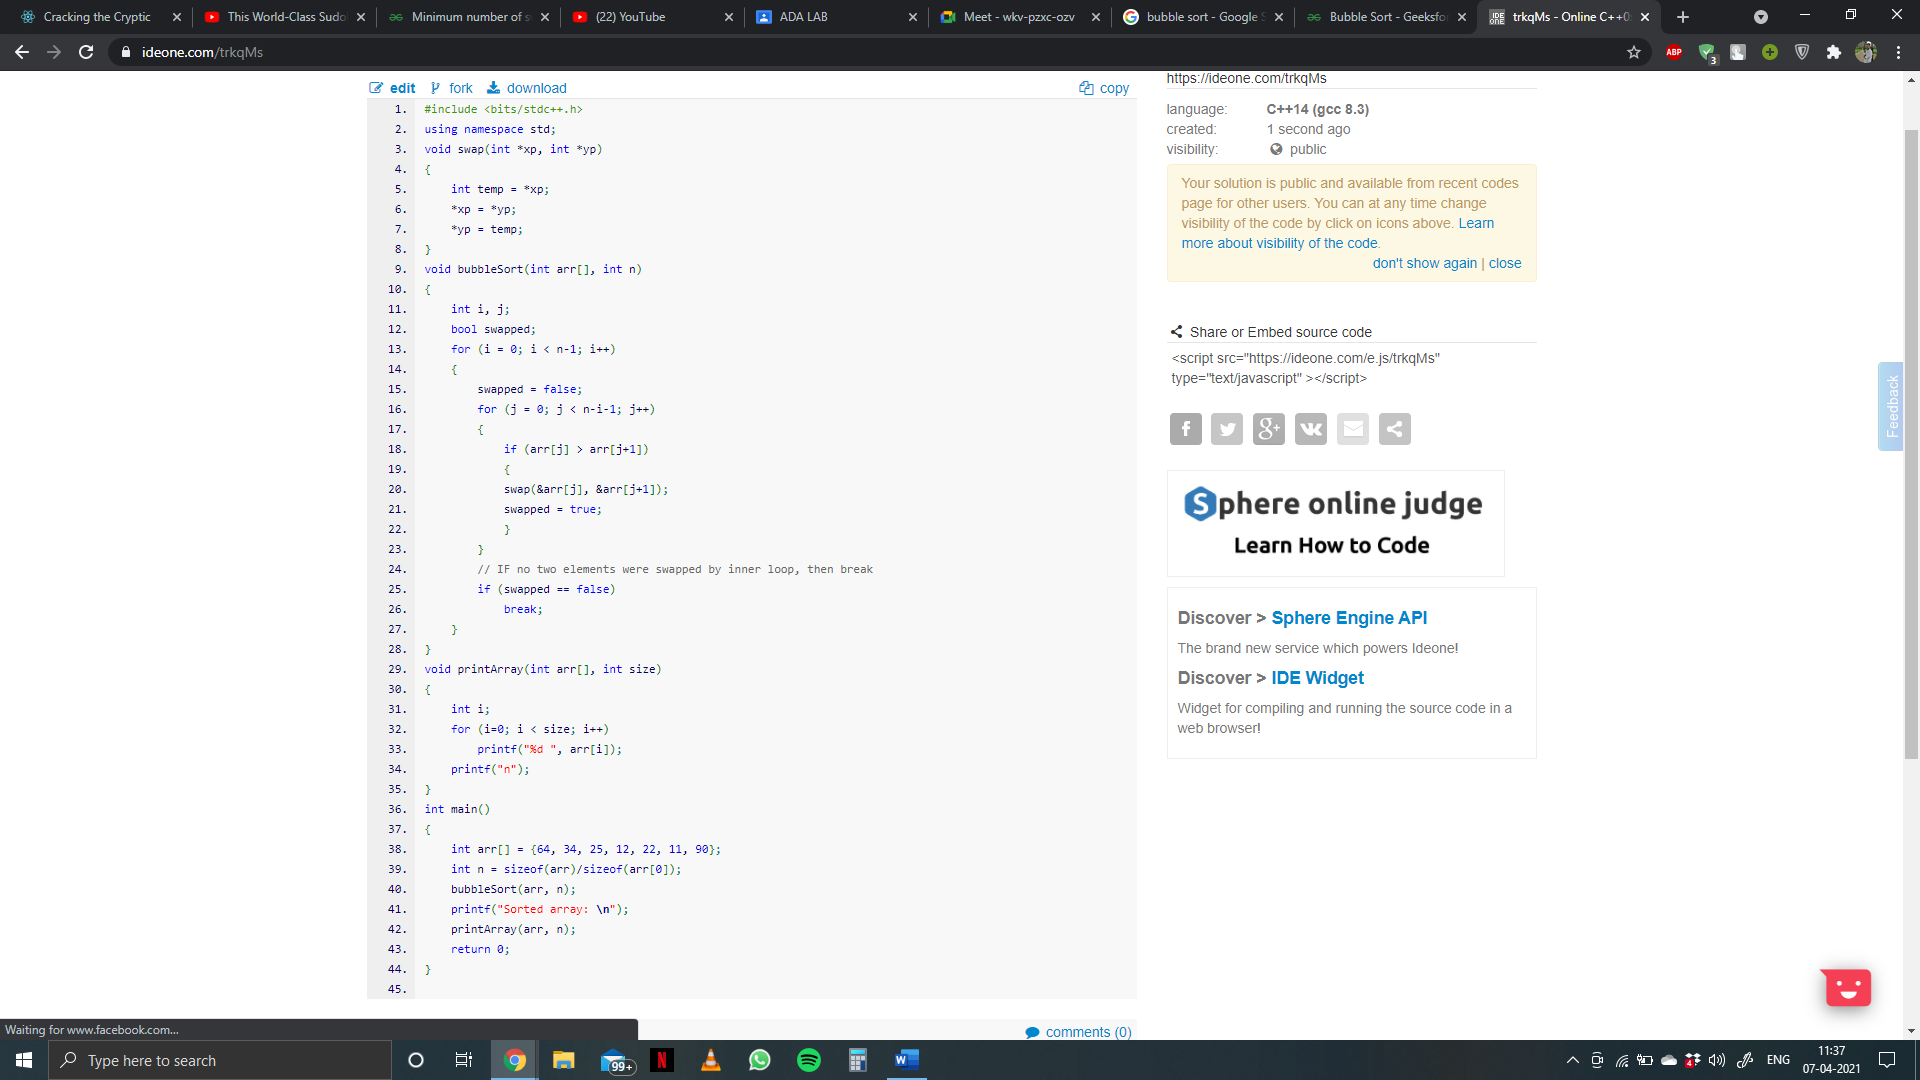 Cracking the Cryptic
This World-Class Sudo
Minimum number of s
(22) YouTube
ADA LAB
Meet - wkv-pzxc-ozv
bubble sort - Google S
Bubble Sort - Geeksfo
trkqMs - Online C++0
ideone.com/trkqMs
ABP
3
edit fork download copy
1. #include <bits/stdc++.h>
2. using namespace std;
3. void swap(int *xp, int *yp)
4. {
5. int temp = *xp;
6. *xp = *yp;
7. *yp = temp;
8. }
9. void bubbleSort(int arr[], int n)
10. {
11. int i, j;
12. bool swapped;
13. for (i = 0; i < n-1; i++)
14. {
15. swapped = false;
16. for (j = 0; j < n-i-1; j++)
17. {
18. if (arr[j] > arr[j+1])
19. {
20. swap(&arr[j], &arr[j+1]);
21. swapped = true;
22. }
23. }
24. // IF no two elements were swapped by inner loop, then break
25. if (swapped == false)
26. break;
27. }
28. }
29. void printArray(int arr[], int size)
30. {
31. int i;
32. for (i=0; i < size; i++)
33. printf("%d ", arr[i]);
34. printf("n");
35. }
36. int main()
37. {
38. int arr[] = {64, 34, 25, 12, 22, 11, 90};
39. int n = sizeof(arr)/sizeof(arr[0]);
40. bubbleSort(arr, n);
41. printf("Sorted array: \n");
42. printArray(arr, n);
43. return 0;
44. }
45.
comments (0)
https://ideone.com/trkqMs
language: C++14 (gcc 8.3)
created: 1 second ago
visibility: public
Your solution is public and available from recent codes
page for other users. You can at any time change
visibility of the code by click on icons above. Learn
more about visibility of the code.
don't show again | close
Share or Embed source code
<script src="https://ideone.com/e.js/trkqMs"
type="text/javascript" ></script>
Sphere online judge
Learn How to Code
Discover > Sphere Engine API
The brand new service which powers Ideone!
Discover > IDE Widget
Widget for compiling and running the source code in a
web browser!
Feedback
Waiting for www.facebook.com...
Type here to search
99+
ENG
11:37
07-04-2021